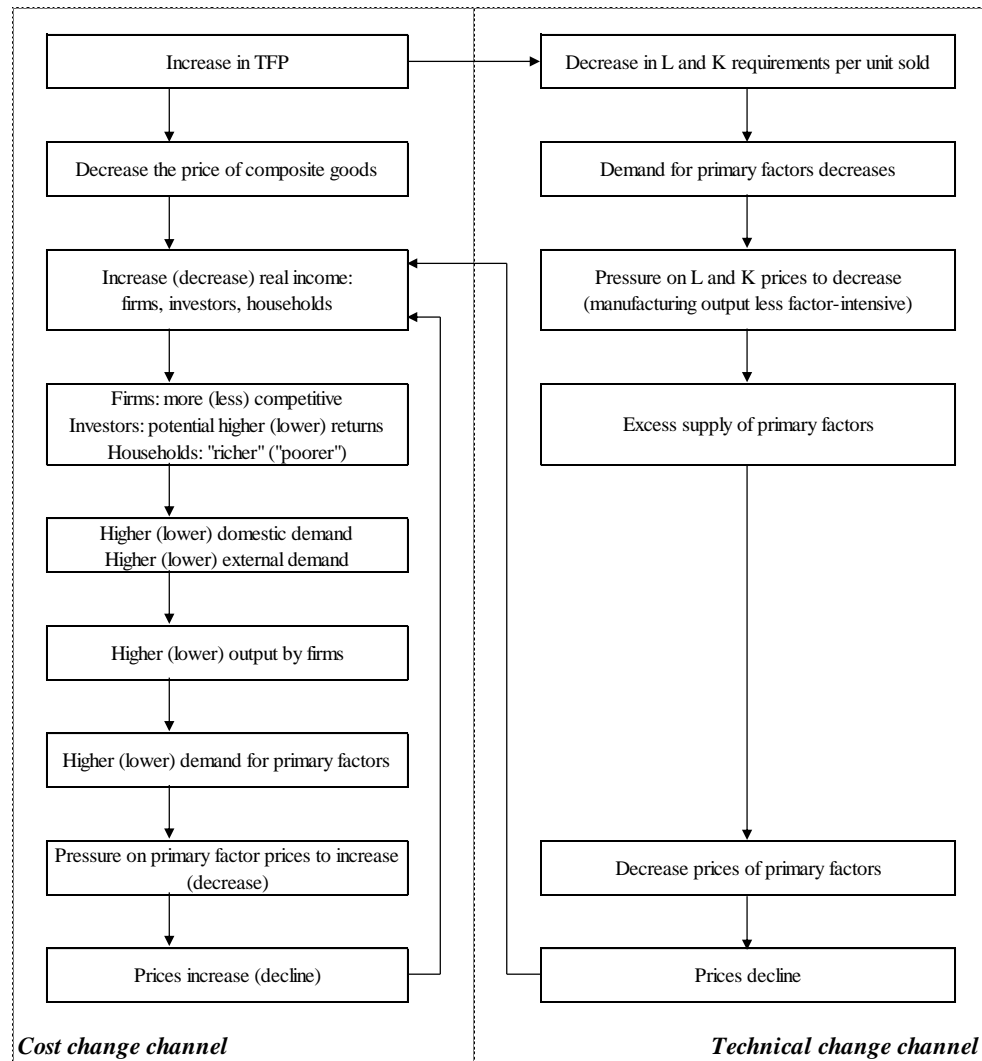 Increase in TFP
Decrease the price of composite goods
Increase (decrease) real income:
firms, investors, households
Firms: more (less) competitive
Investors: potential higher (lower) returns
Households: "richer" ("poorer")
Higher (lower) domestic demand
Higher (lower) external demand
Higher (lower) output by firms
Higher (lower) demand for primary factors
Pressure on primary factor prices to increase
(decrease)
Prices increase (decline)
Cost change channel
Decrease in L and K requirements per unit sold
Demand for primary factors decreases
Pressure on L and K prices to decrease
(manufacturing output less factor-intensive)
Excess supply of primary factors
Decrease prices of primary factors
Prices decline
Technical change channel